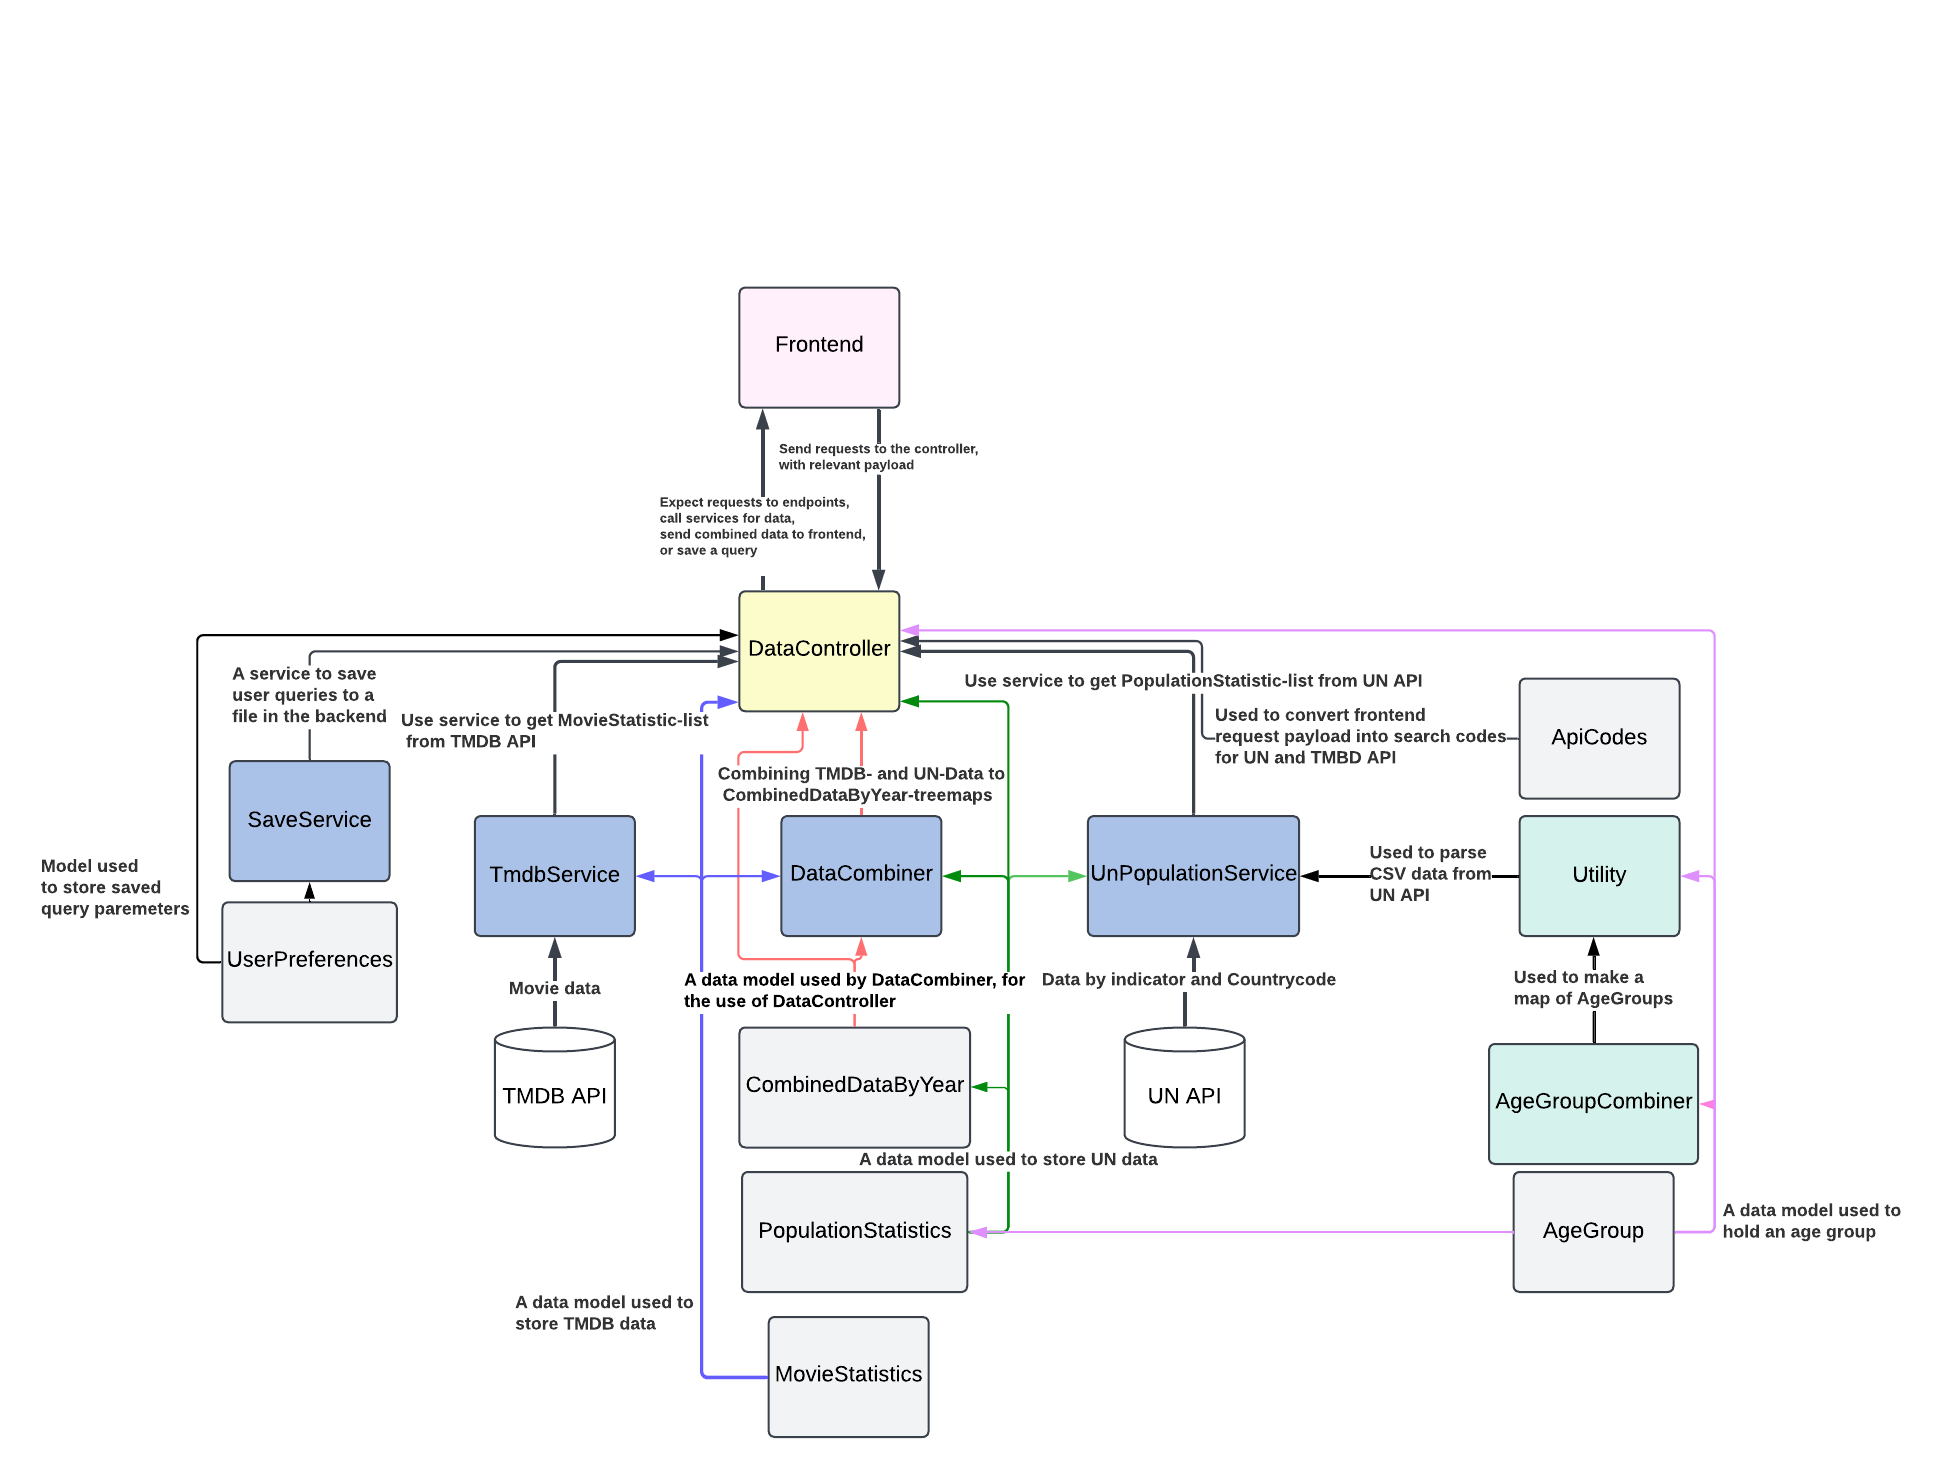 Frontend
Send requests to the controller,
with relevant payload
Expect requests to endpoints,
call services for data,
send combined data to frontend,
or save a query
DataController
A service to save
user queries to a
file in the backend
Use service to get MovieStatistic-list
from TMDB API
Use service to get PopulationStatistic-list from UN API
Used to convert frontend
request payload into search codes
for UN and TMBD API
ApiCodes
Combining TMDB- and UN-Data to
CombinedDataByYear-treemaps
SaveService
TmdbService
DataCombiner
UnPopulationService
Used to parse
CSV data from
UN API
Utility
Model used
to store saved
query paremeters
UserPreferences
Movie data
A data model used by DataCombiner, for
the use of DataController
Data by indicator and Countrycode
Used to make a
map of AgeGroups
TMDB API
CombinedDataByYear
UN API
AgeGroupCombiner
A data model used to store UN data
PopulationStatistics
AgeGroup
A data model used to
hold an age group
A data model used to
store TMDB data
MovieStatistics